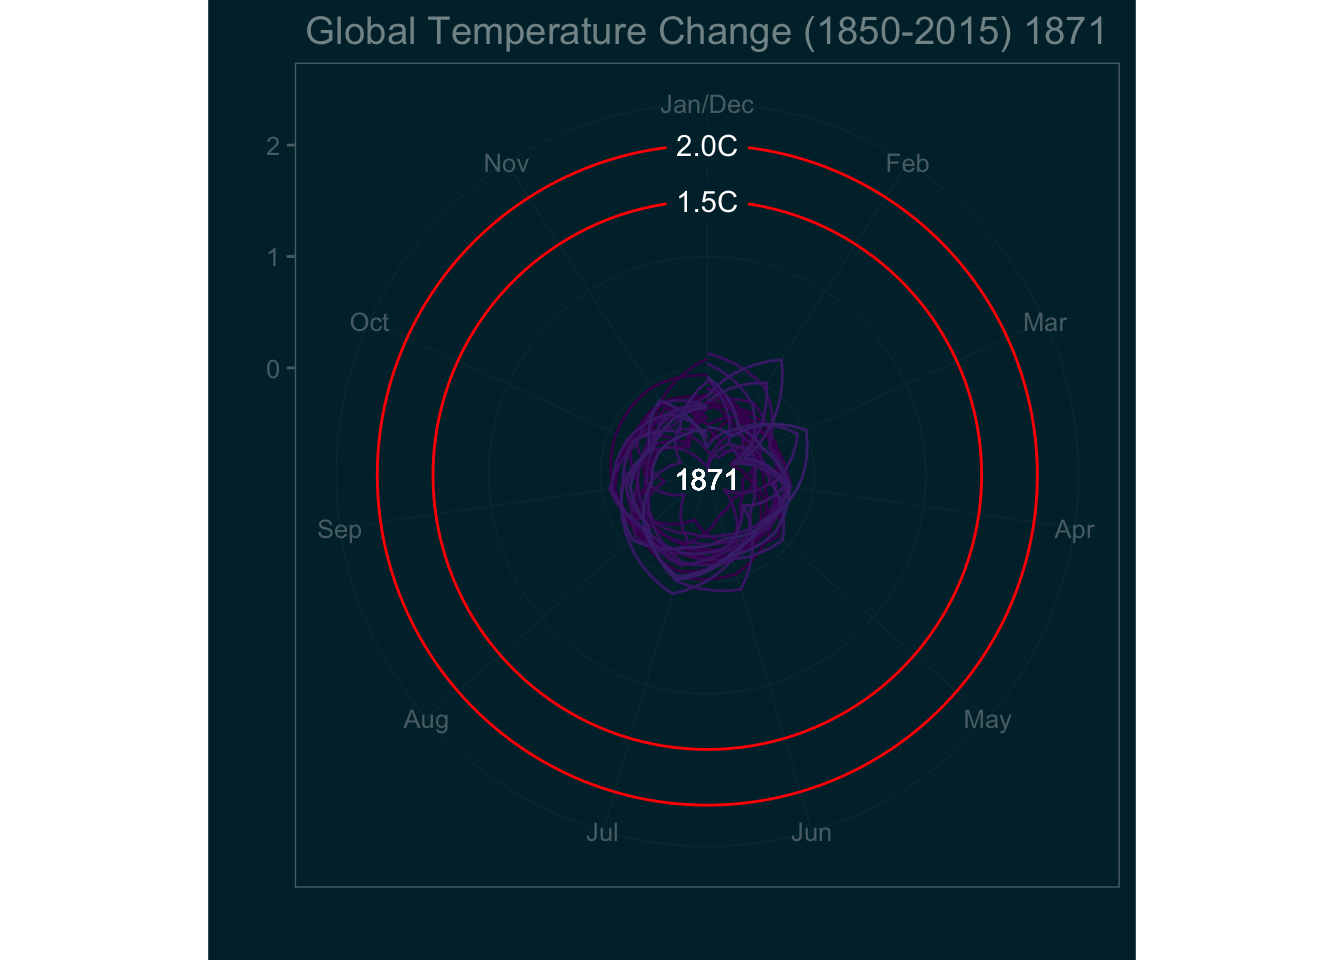 Global Temperature Change (1850-2015) 1871
Jan/Dec
2
2.0C
Nov
Feb
1.5C
1
Oct
Mar
0
1871
Sep
Apr
Aug
May
Jul
Jun